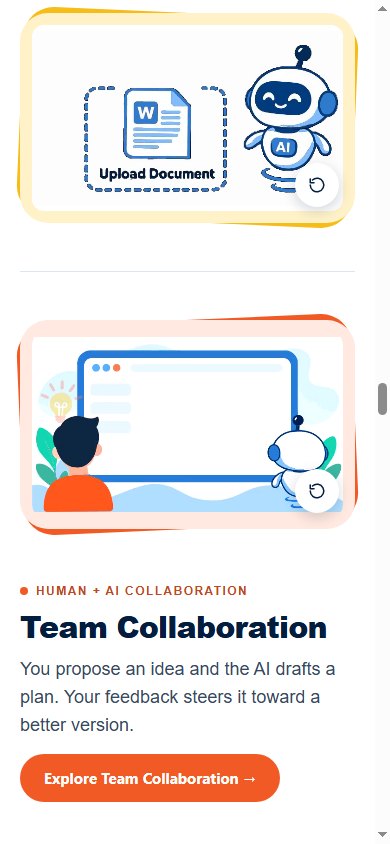 W
Upload Document
AI
HUMAN + AI COLLABORATION
Team Collaboration
You propose an idea and the AI drafts a
plan. Your feedback steers it toward a
better version.
Explore Team Collaboration →